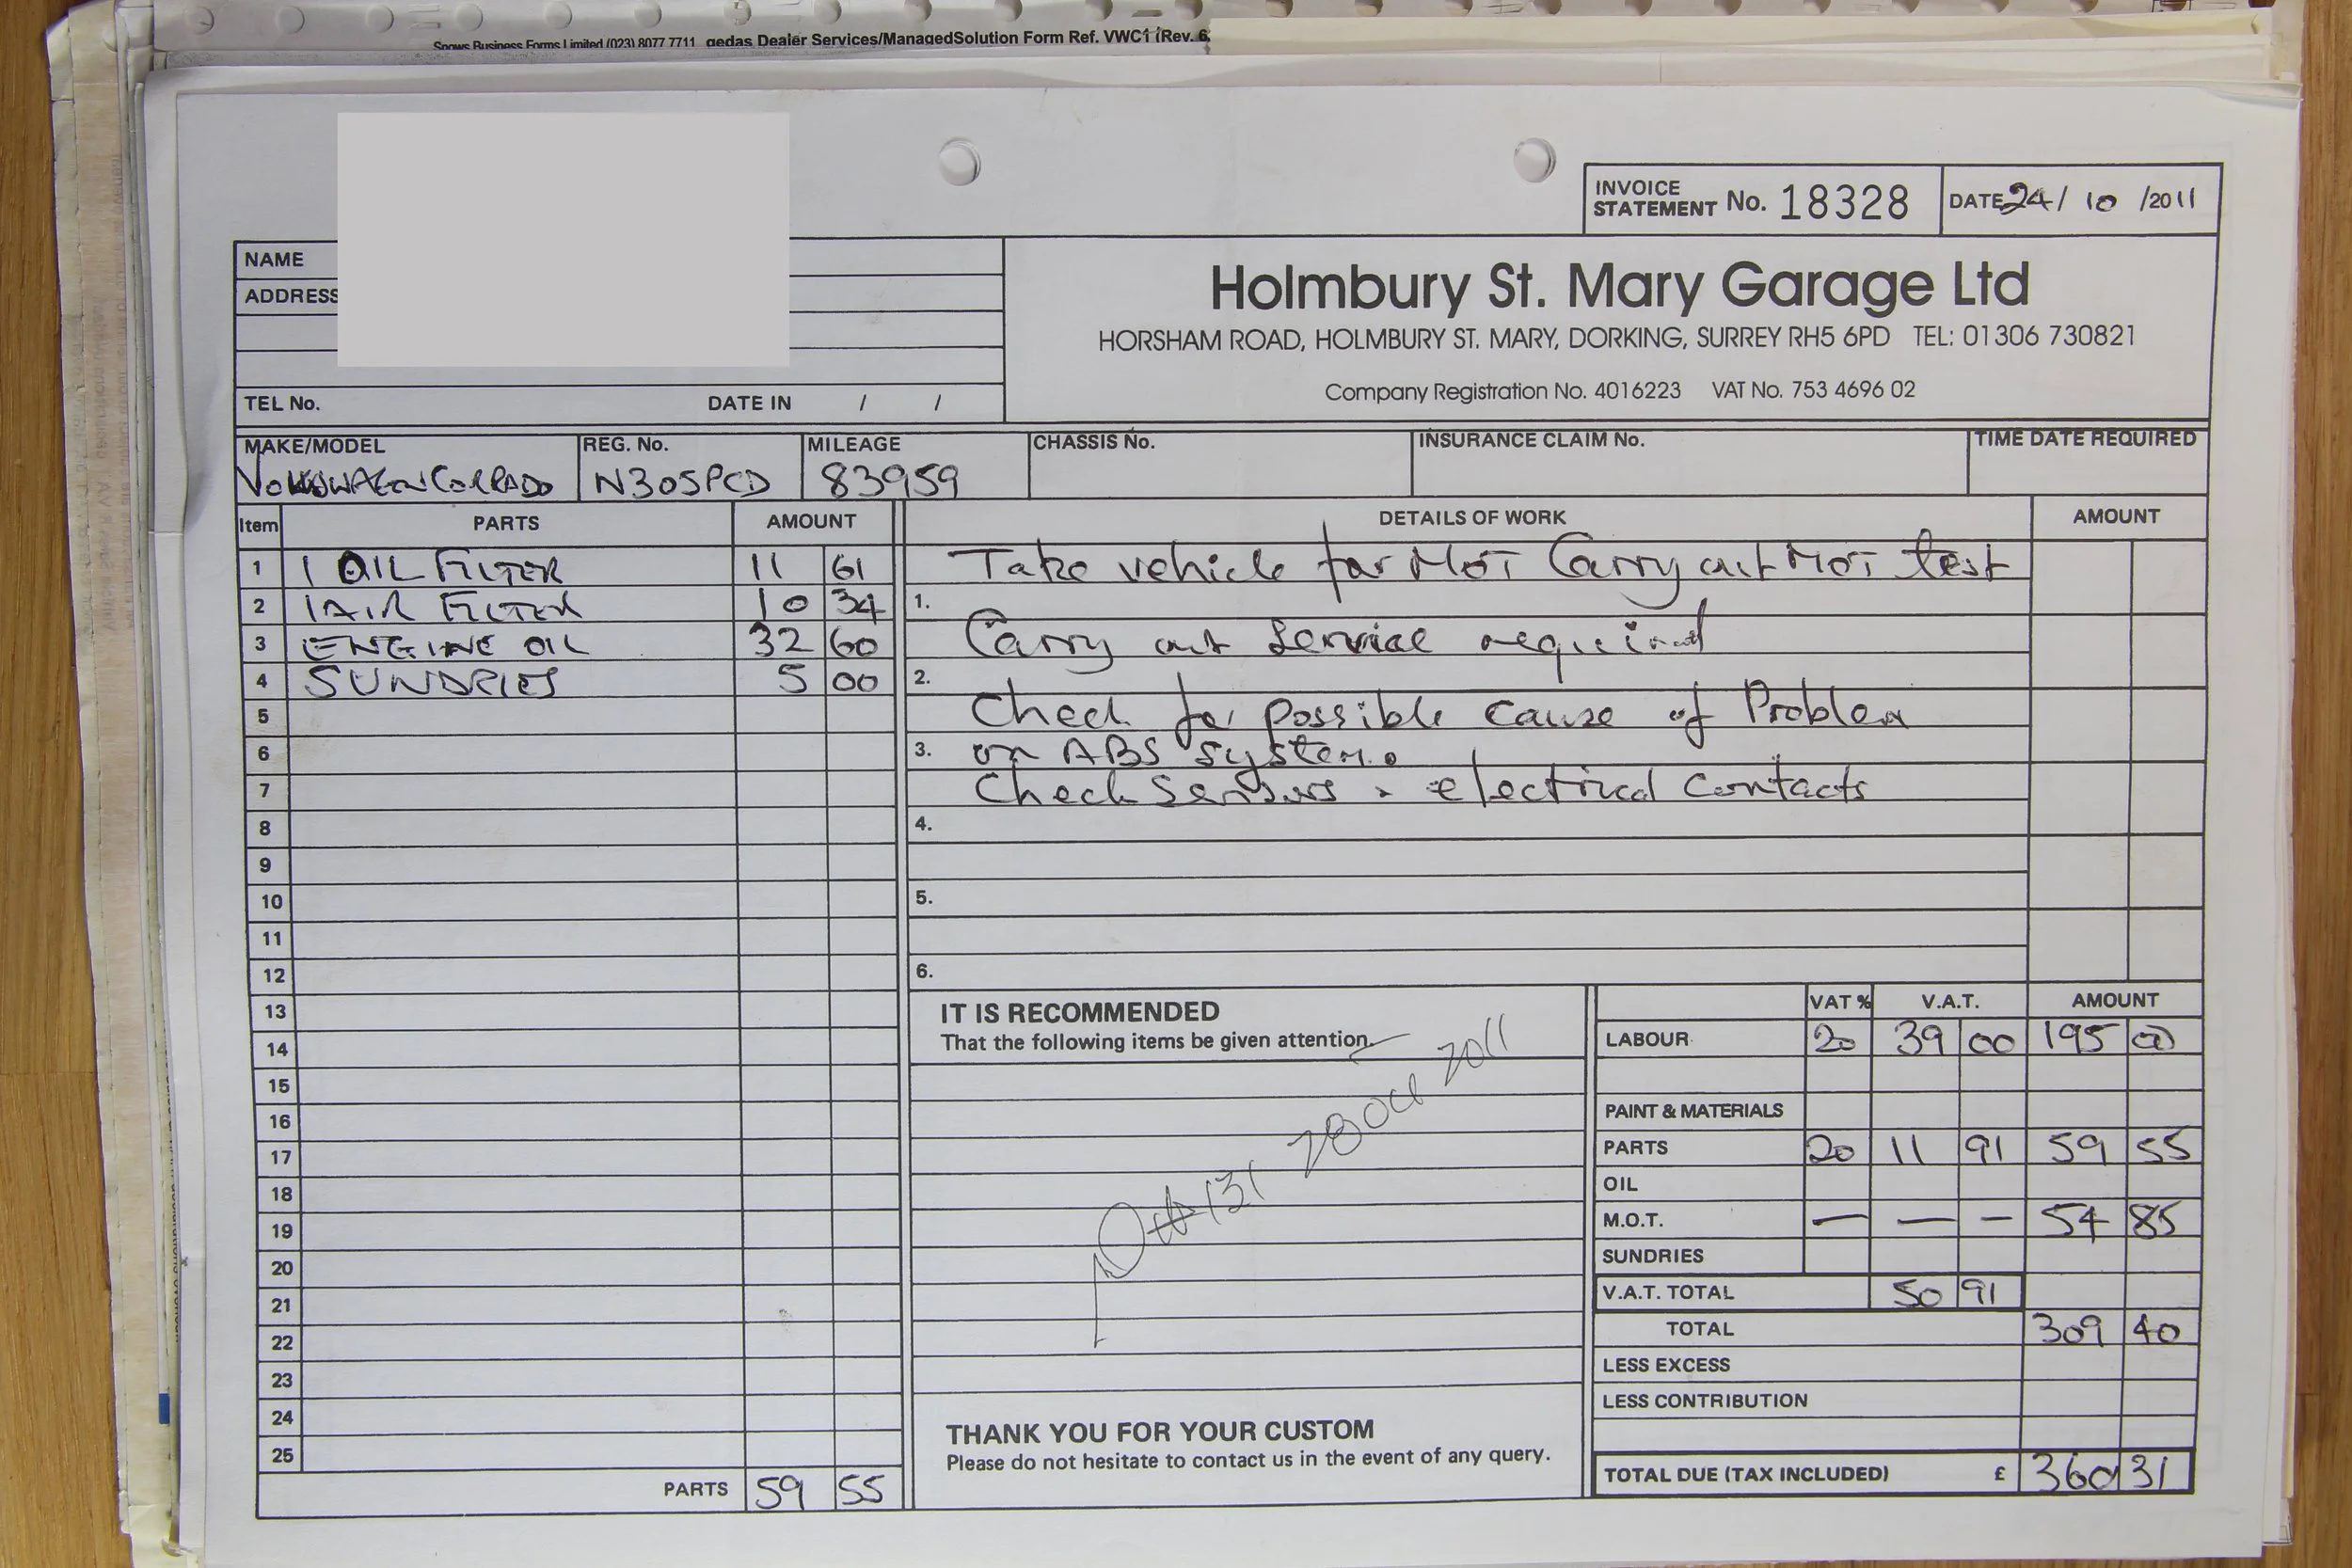 Snows Business Forms Limited (023) 8077 7711 gedas Dealer Services/ManagedSolution Form Ref. VWC1 (Rev. 6
INVOICE STATEMENT No. 18328 DATE 24/ 10 /2011
NAME
ADDRESS
Holmbury St. Mary Garage Ltd
HORSHAM ROAD, HOLMBURY ST. MARY, DORKING, SURREY RH5 6PD TEL: 01306 730821
Company Registration No. 4016223 VAT No. 753 4696 02
TEL No. DATE IN / /
MAKE/MODEL REG. No. MILEAGE CHASSIS No. INSURANCE CLAIM No. TIME DATE REQUIRED
VOLKSWAGEN CORRADO N305PCD 83959
Item PARTS AMOUNT
1 1 OIL FILTER 11 61
2 1 AIR FILTER 10 34
3 ENGINE OIL 32 60
4 SUNDRIES 5 00
5
6
7
8
9
10
11
12
13
14
15
16
17
18
19
20
21
22
23
24
25
PARTS 59 55
DETAILS OF WORK AMOUNT
Take vehicle for MOT Carry out MOT test
1.
Carry out Service required
2.
Check for possible cause of Problem
3. on ABS system.
Check Sensors + electrical Contacts
4.
5.
6.
IT IS RECOMMENDED
That the following items be given attention.
28 Oct 2011
THANK YOU FOR YOUR CUSTOM
Please do not hesitate to contact us in the event of any query.
VAT % V.A.T. AMOUNT
LABOUR 20 39 00 195 00
PAINT & MATERIALS
PARTS 20 11 91 59 55
OIL
M.O.T. — — — 54 85
SUNDRIES
V.A.T. TOTAL 50 91
TOTAL 309 40
LESS EXCESS
LESS CONTRIBUTION
TOTAL DUE (TAX INCLUDED) £ 360 31